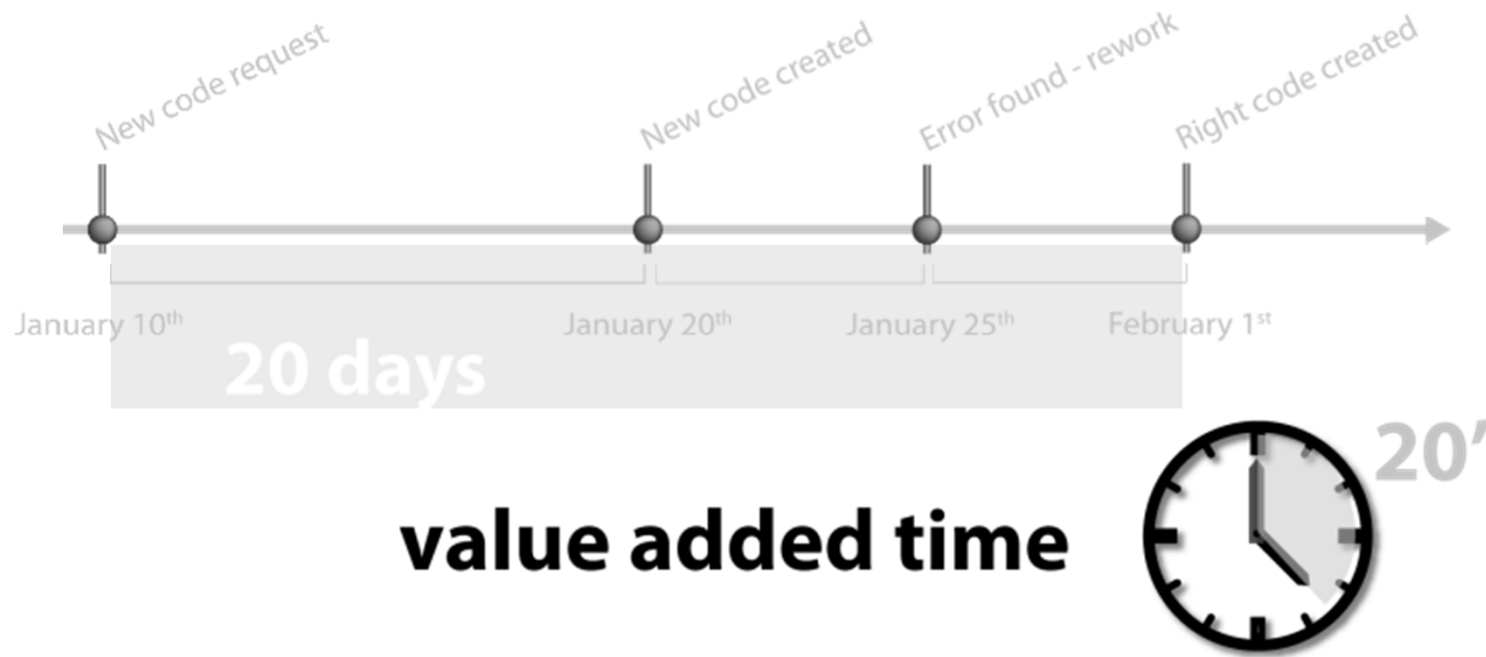 New code request
New code created
Error found - rework
Right code created
January 10th
January 20th
January 25th
February 1st
20 days
20’
value added time